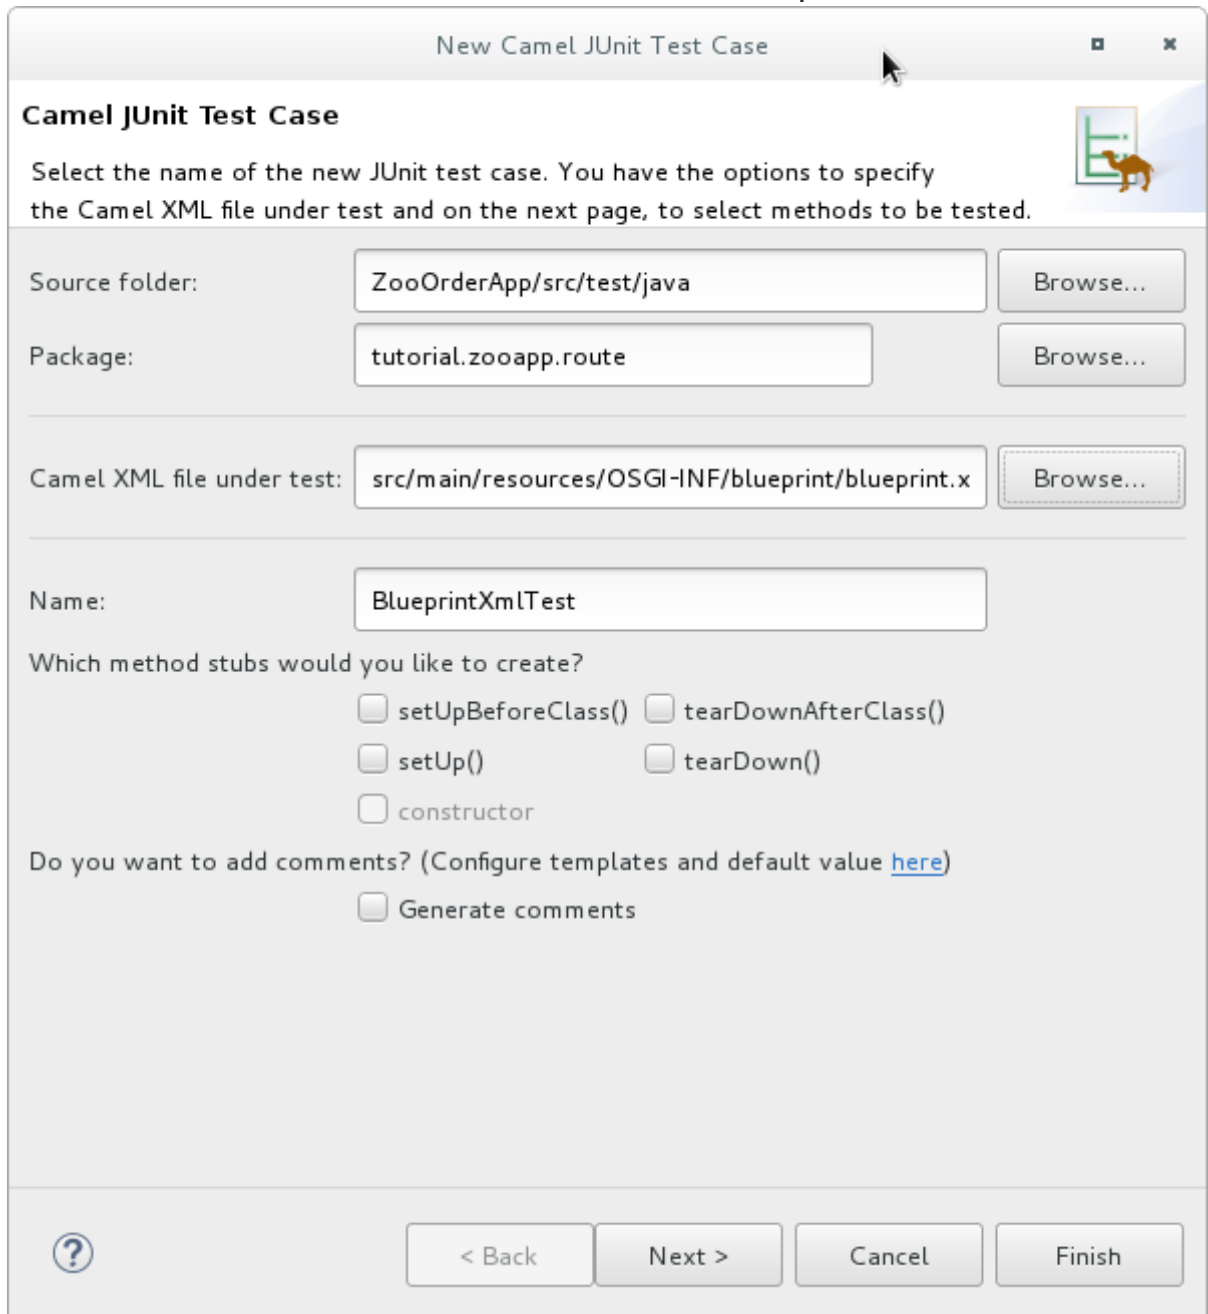 New Camel JUnit Test Case
Camel JUnit Test Case
Select the name of the new JUnit test case. You have the options to specify
the Camel XML file under test and on the next page, to select methods to be tested.
Source folder: ZooOrderApp/src/test/java Browse...
Package: tutorial.zooapp.route Browse...
Camel XML file under test: src/main/resources/OSGI-INF/blueprint/blueprint.x Browse...
Name: BlueprintXmlTest
Which method stubs would you like to create?
setUpBeforeClass() tearDownAfterClass()
setUp() tearDown()
constructor
Do you want to add comments? (Configure templates and default value here)
Generate comments
? < Back Next > Cancel Finish